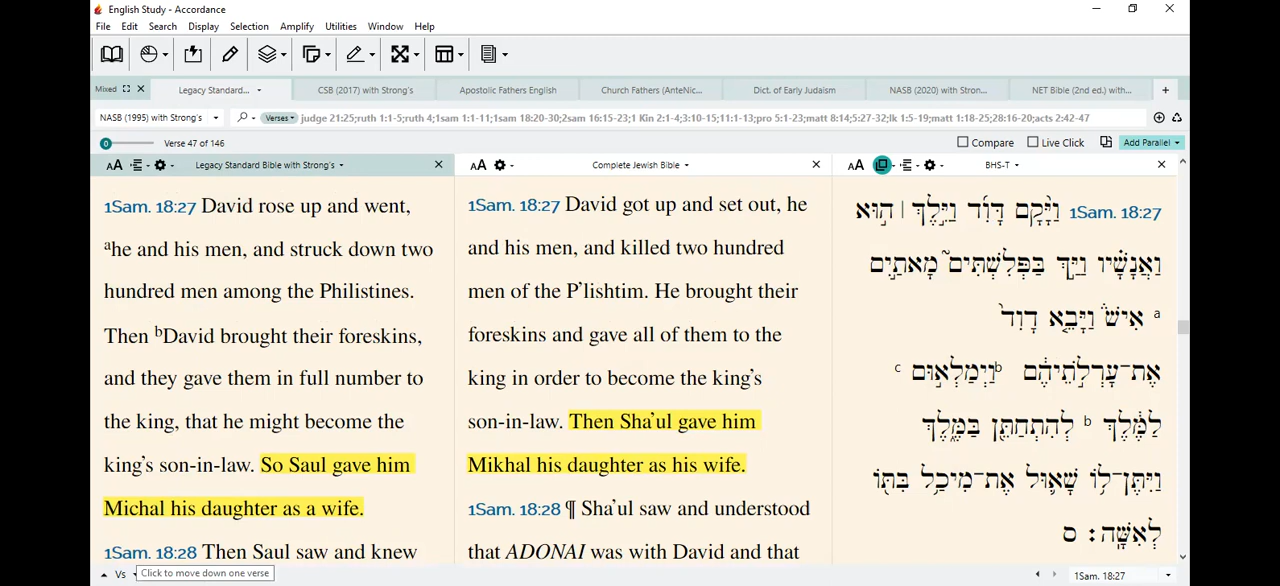 English Study - Accordance
File Edit Search Display Selection Amplify Utilities Window Help
Mixed Legacy Standard... CSB (2017) with Strong's Apostolic Fathers English Church Fathers (AnteNic... Dict. of Early Judaism NASB (2020) with Stron... NET Bible (2nd ed.) with... +
NASB (1995) with Strong's Verses judge 21:25;ruth 1:1-5;ruth 4;1sam 1:1-11;1sam 18:20-30;2sam 16:15-23;1 Kin 2:1-4;3:10-15;11:1-13;pro 5:1-23;matt 8:14;5:27-32;lk 1:5-19;matt 1:18-25;28:16-20;acts 2:42-47
0 Verse 47 of 146 Compare Live Click Add Parallel
AA Legacy Standard Bible with Strong's
1Sam. 18:27 David rose up and went,
ahe and his men, and struck down two
hundred men among the Philistines.
Then bDavid brought their foreskins,
and they gave them in full number to
the king, that he might become the
king's son-in-law. So Saul gave him
Michal his daughter as a wife.
1Sam. 18:28 Then Saul saw and knew
AA Complete Jewish Bible
1Sam. 18:27 David got up and set out, he
and his men, and killed two hundred
men of the P'lishtim. He brought their
foreskins and gave all of them to the
king in order to become the king's
son-in-law. Then Sha'ul gave him
Mikhal his daughter as his wife.
1Sam. 18:28 ¶ Sha'ul saw and understood
that ADONAI was with David and that
AA BHS-T
1Sam. 18:27 וַיָּ֨קָם דָּוִ֜ד וַיֵּ֣לֶךְ ׀ ה֣וּא
וַאֲנָשָׁ֗יו וַיַּ֤ךְ בַּפְּלִשְׁתִּים֙ מָאתַ֣יִם
a אִישׁ֒ וַיָּבֵ֤א דָוִד֙
אֶת־עָרְלֹ֣תֵיהֶ֔ם b וַיְמַלְא֣וּם c
לַמֶּ֔לֶךְ b לְהִתְחַתֵּ֖ן בַּמֶּ֑לֶךְ
וַיִּתֶּן־ל֥וֹ שָׁא֛וּל אֶת־מִיכַ֥ל בִּתּ֖וֹ
לְאִשָּֽׁה׃ ס
Vs Click to move down one verse 1Sam. 18:27